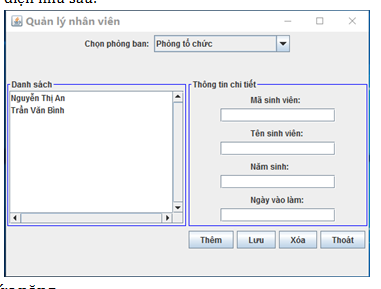 diện như sau:
Quản lý nhân viên
Chọn phòng ban: Phòng tổ chức
Danh sách
Nguyễn Thị An
Trần Văn Bình
Thông tin chi tiết
Mã sinh viên:
Tên sinh viên:
Năm sinh:
Ngày vào làm:
Thêm Lưu Xóa Thoát